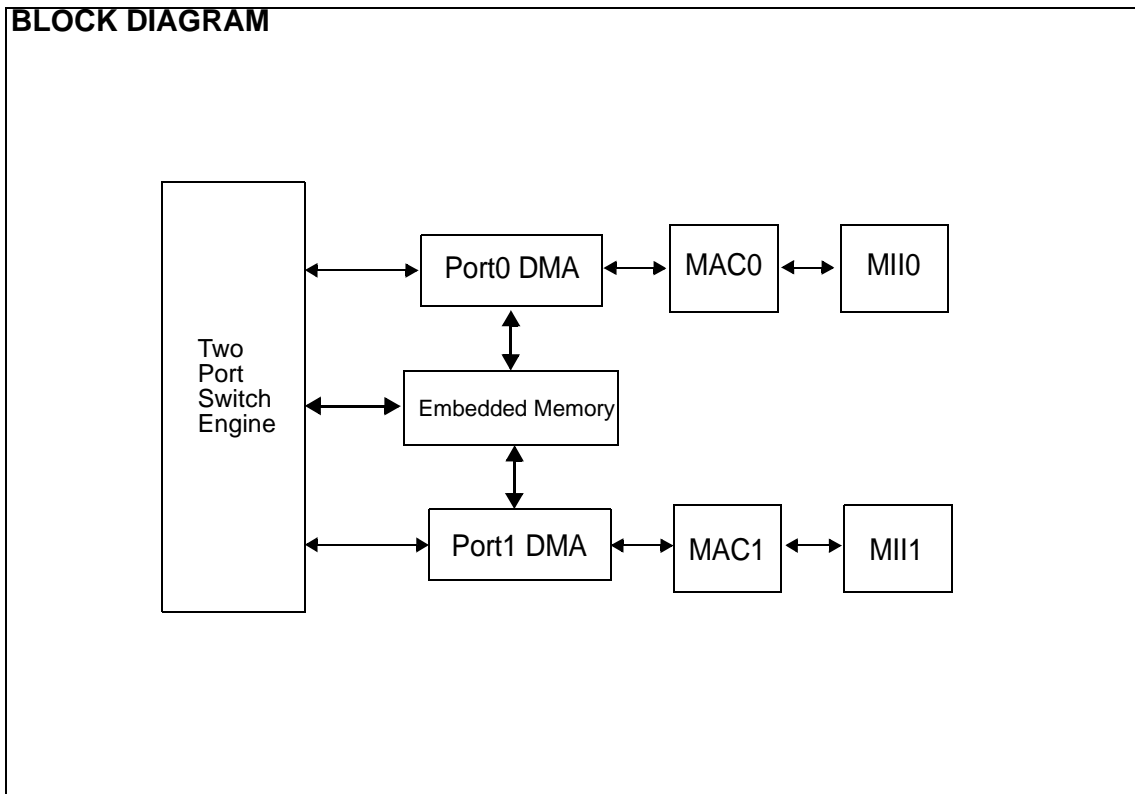 BLOCK DIAGRAM
Two
Port
Switch
Engine
Port0 DMA
MAC0
MII0
Embedded Memory
Port1 DMA
MAC1
MII1